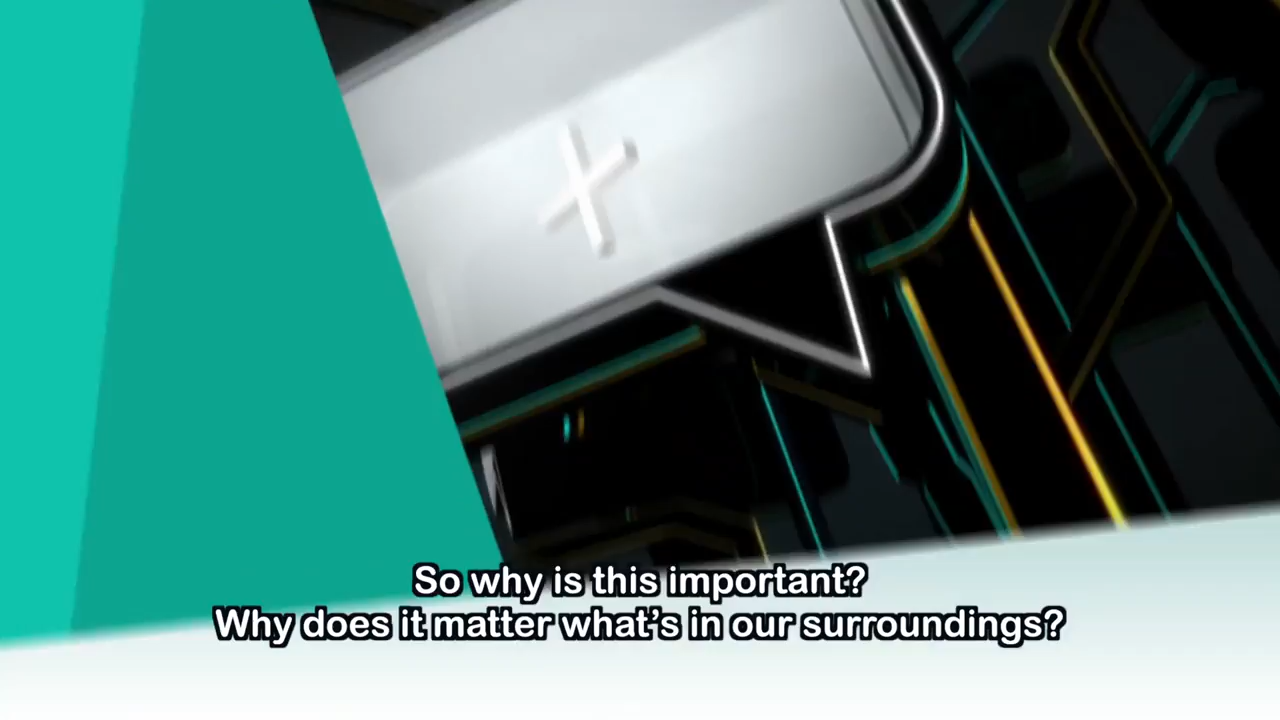 So why is this important?
Why does it matter what's in our surroundings?